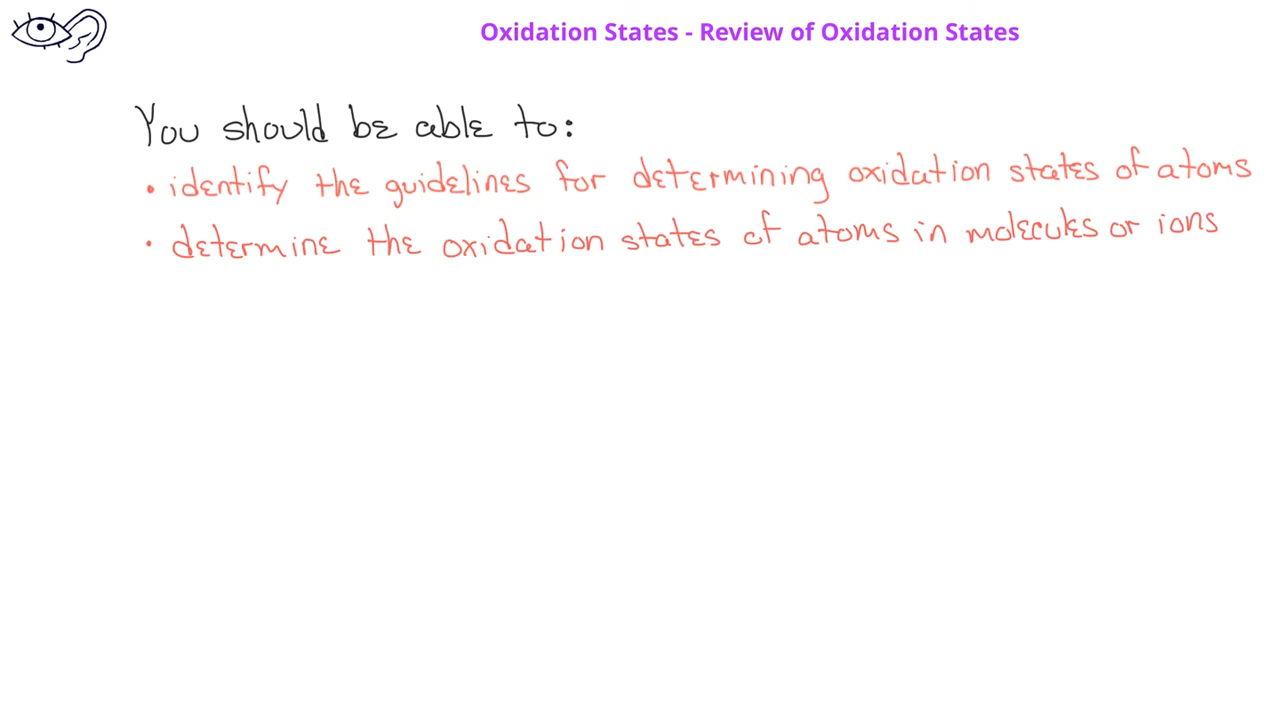 Oxidation States - Review of Oxidation States
You should be able to:
• identify the guidelines for determining oxidation states of atoms
• determine the oxidation states of atoms in molecules or ions